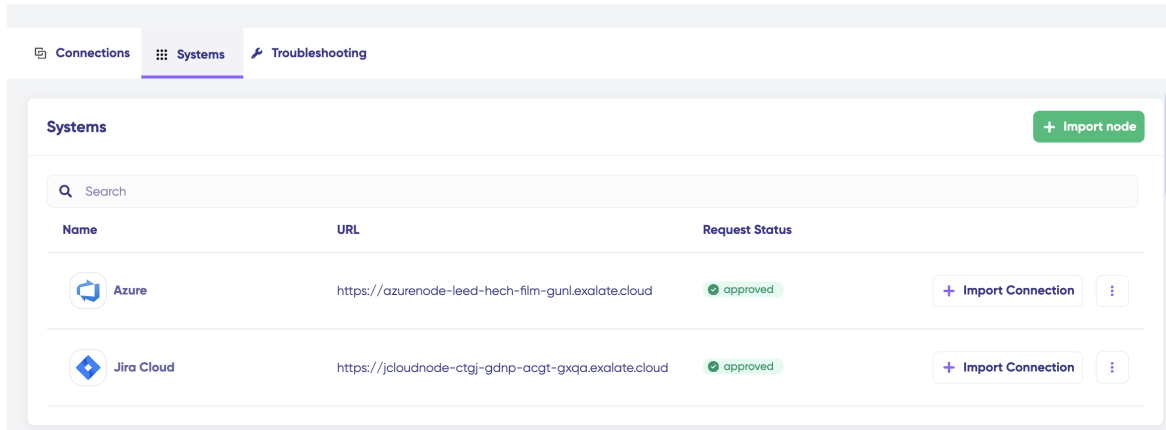 Connections Systems Troubleshooting
Systems
+ Import node
Search
Name URL Request Status
Azure https://azurenode-leed-hech-film-gunl.exalate.cloud approved + Import Connection
Jira Cloud https://jcloudnode-ctgj-gdnp-acgt-gxqa.exalate.cloud approved + Import Connection